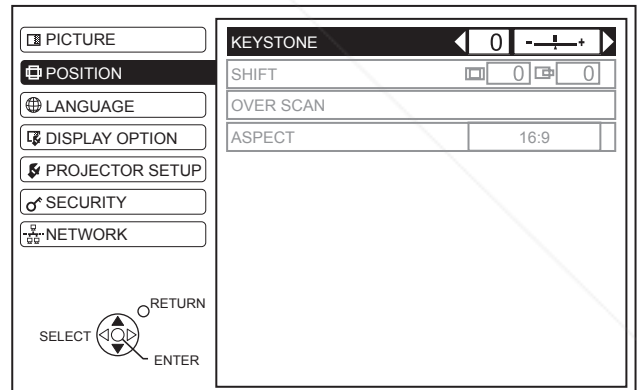 PICTURE
POSITION
LANGUAGE
DISPLAY OPTION
PROJECTOR SETUP
SECURITY
NETWORK
RETURN
SELECT
ENTER
KEYSTONE 0 - +
SHIFT 0 0
OVER SCAN
ASPECT 16:9